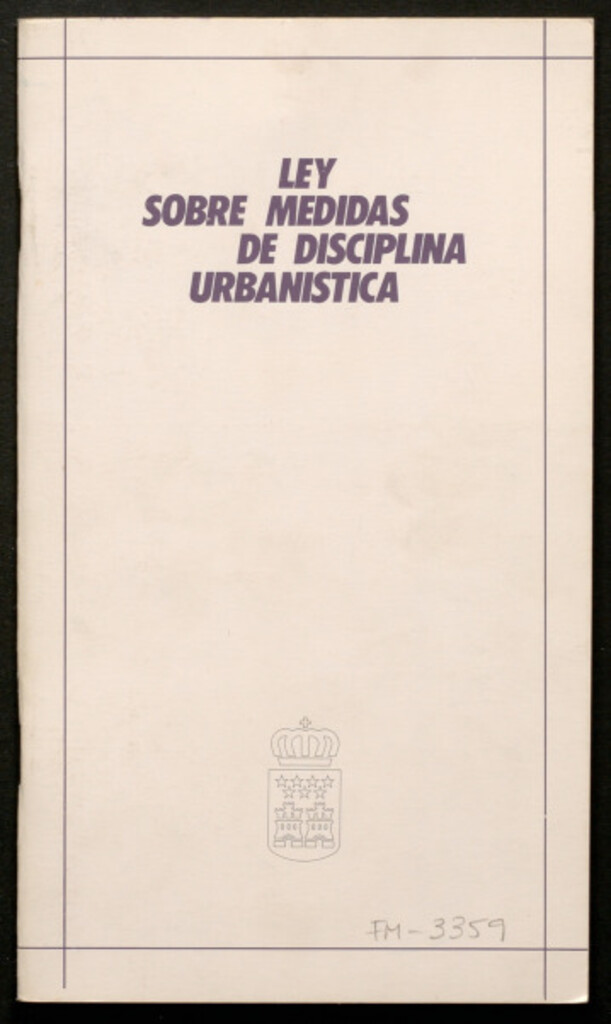 LEY
SOBRE MEDIDAS
DE DISCIPLINA
URBANISTICA
FM-3359